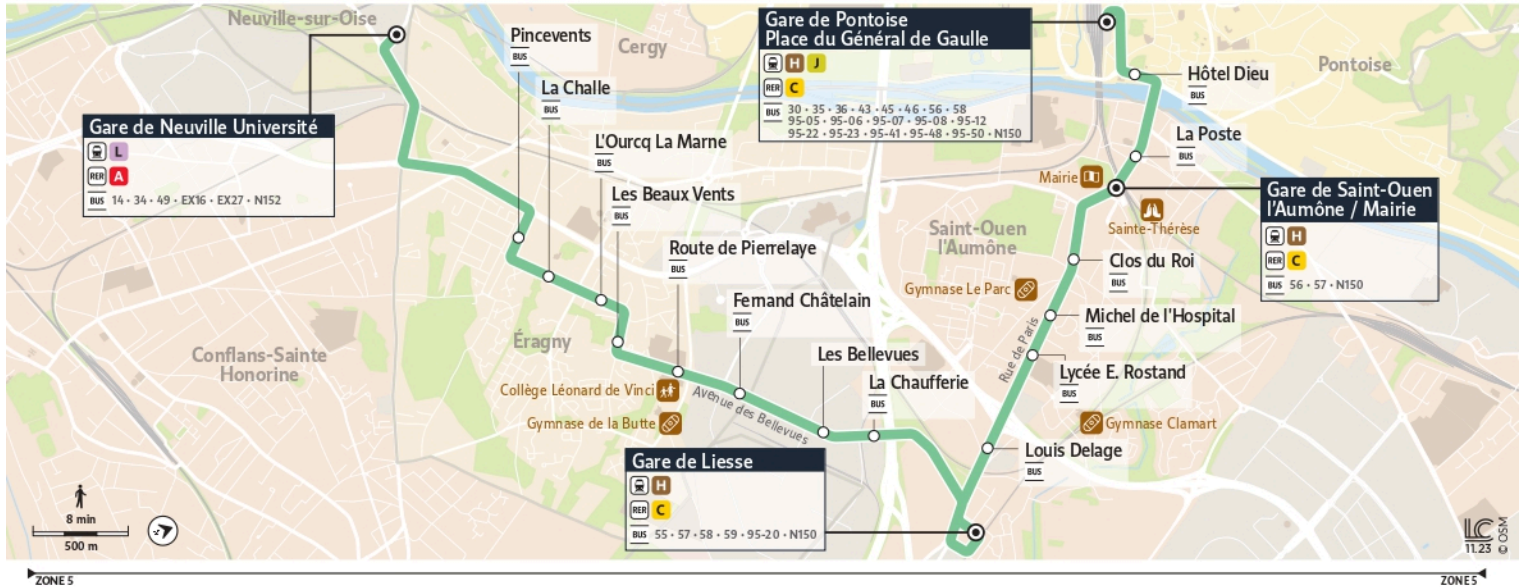 Neuville-sur-Oise
Cergy
Pontoise
Gare de Neuville Université
L
RER A
BUS 14 • 34 • 49 • EX16 • EX27 • N152
Pincevents
BUS
La Challe
BUS
L'Ourcq La Marne
BUS
Les Beaux Vents
BUS
Route de Pierrelaye
BUS
Fernand Châtelain
BUS
Les Bellevues
BUS
La Chaufferie
BUS
Conflans-Sainte
Honorine
Éragny
Collège Léonard de Vinci
Gymnase de la Butte
Avenue des Bellevues
Gare de Liesse
H
RER C
BUS 55 • 57 • 58 • 59 • 95-20 • N150
Louis Delage
BUS
Gymnase Clamart
Lycée E. Rostand
BUS
Rue de Paris
Michel de l'Hospital
BUS
Gymnase Le Parc
Clos du Roi
BUS
Saint-Ouen
l'Aumône
Sainte-Thérèse
Mairie
Gare de Saint-Ouen
l'Aumône / Mairie
H
RER C
BUS 56 • 57 • N150
La Poste
BUS
Hôtel Dieu
BUS
Gare de Pontoise
Place du Général de Gaulle
H J
RER C
BUS 30 • 35 • 36 • 43 • 45 • 46 • 56 • 58
95-05 • 95-06 • 95-07 • 95-08 • 95-12
95-22 • 95-23 • 95-41 • 95-48 • 95-50 • N150
8 min
500 m
LC
11.23
© OSM
ZONE 5
ZONE 5